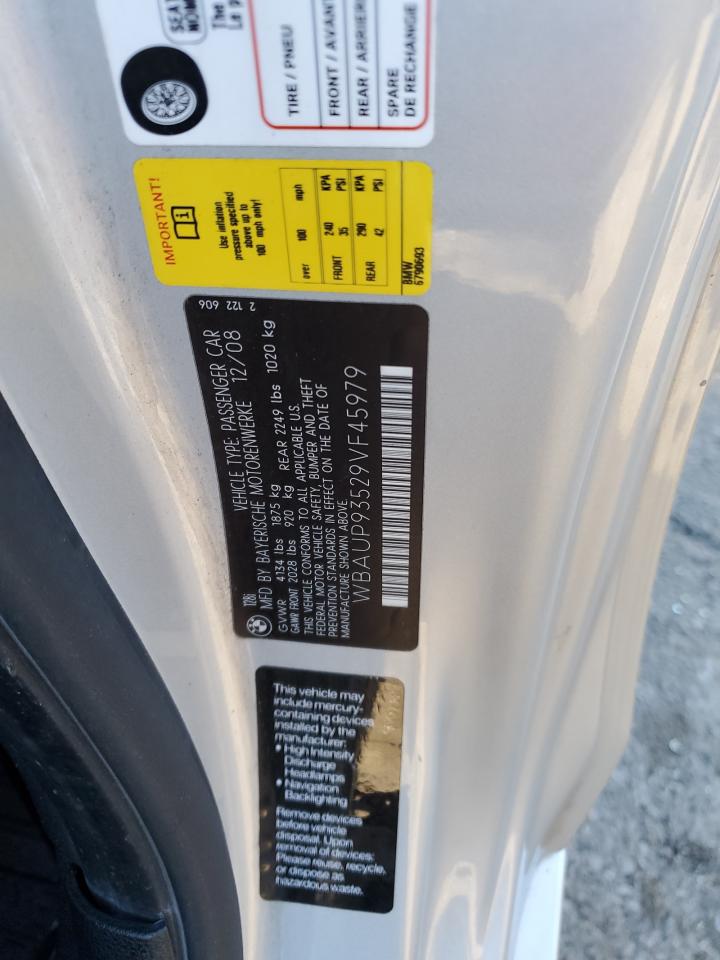 SEAT
NOM
The
Le p
TIRE / PNEU
FRONT / AVANT
REAR / ARRIERE
SPARE
DE RECHANGE
IMPORTANT!
i
Use inflation
pressure specified
above up to
100 mph only!
over 100 mph
FRONT 240 KPA
35 PSI
REAR 290 KPA
42 PSI
BMW
6790693
2 122 606
128i VEHICLE TYPE: PASSENGER CAR
MFD BY BAYERISCHE MOTORENWERKE 12/08
GVWR 4134 lbs 1875 kg REAR 2249 lbs 1020 kg
GAWR FRONT 2028 lbs 920 kg
THIS VEHICLE CONFORMS TO ALL APPLICABLE U.S.
FEDERAL MOTOR VEHICLE SAFETY, BUMPER AND THEFT
PREVENTION STANDARDS IN EFFECT ON THE DATE OF
MANUFACTURE SHOWN ABOVE.
WBAUP93529VF45979
This vehicle may
include mercury-
containing devices
installed by the
manufacturer:
• High Intensity
Discharge
Headlamps
• Navigation
Backlighting
Remove devices
before vehicle
disposal. Upon
removal of devices:
Please reuse, recycle,
or dispose as
hazardous waste.